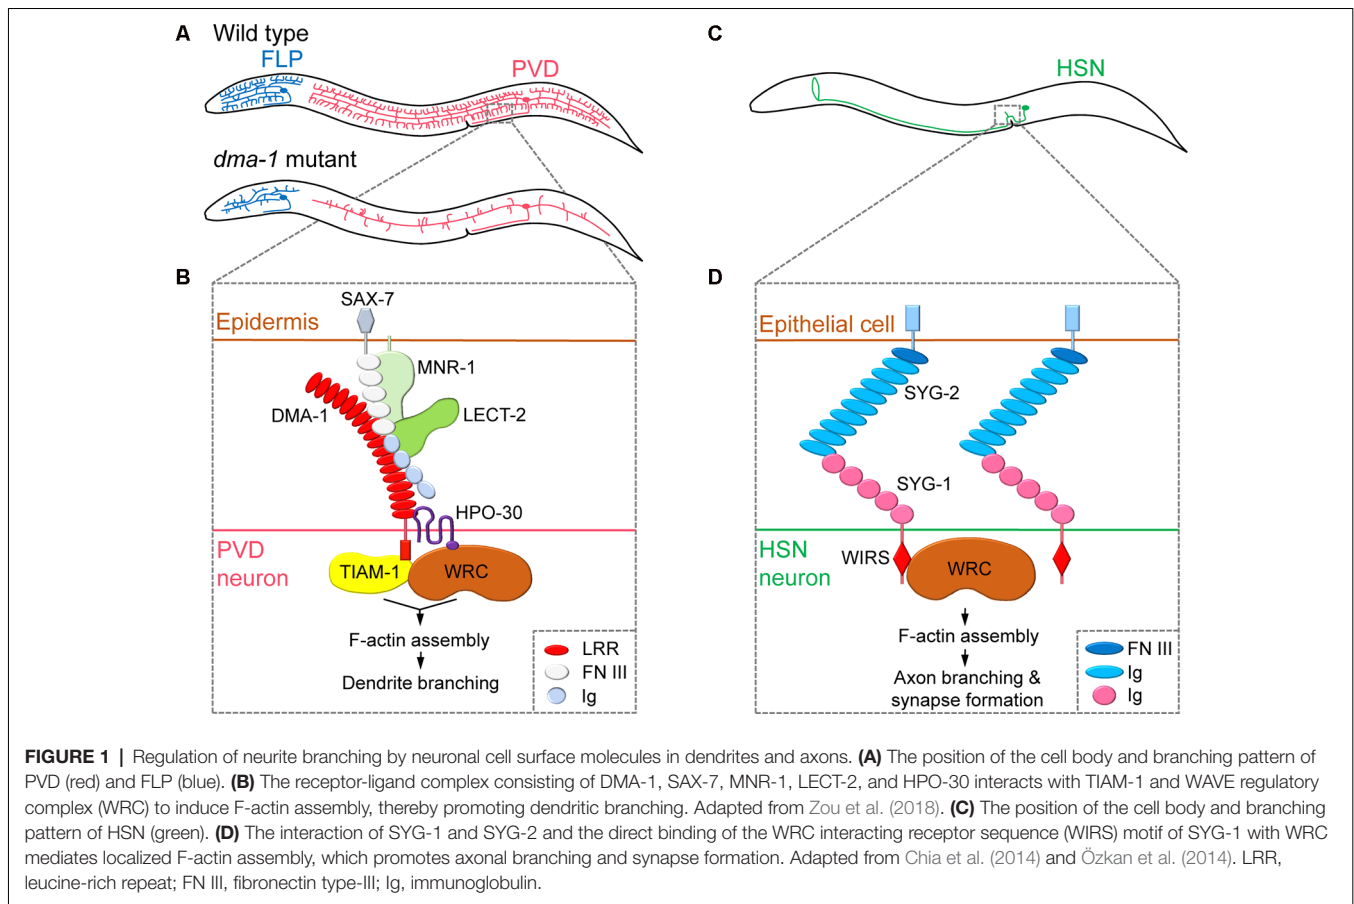 A Wild type
FLP
PVD
dma-1 mutant
B
SAX-7
Epidermis
MNR-1
DMA-1
LECT-2
HPO-30
PVD
neuron
TIAM-1
WRC
F-actin assembly
Dendrite branching
LRR
FN III
Ig
C
HSN
D
Epithelial cell
SYG-2
SYG-1
HSN
neuron
WIRS
WRC
F-actin assembly
Axon branching &
synapse formation
FN III
Ig
Ig
FIGURE 1 | Regulation of neurite branching by neuronal cell surface molecules in dendrites and axons. (A) The position of the cell body and branching pattern of
PVD (red) and FLP (blue). (B) The receptor-ligand complex consisting of DMA-1, SAX-7, MNR-1, LECT-2, and HPO-30 interacts with TIAM-1 and WAVE regulatory
complex (WRC) to induce F-actin assembly, thereby promoting dendritic branching. Adapted from Zou et al. (2018). (C) The position of the cell body and branching
pattern of HSN (green). (D) The interaction of SYG-1 and SYG-2 and the direct binding of the WRC interacting receptor sequence (WIRS) motif of SYG-1 with WRC
mediates localized F-actin assembly, which promotes axonal branching and synapse formation. Adapted from Chia et al. (2014) and Özkan et al. (2014). LRR,
leucine-rich repeat; FN III, fibronectin type-III; Ig, immunoglobulin.